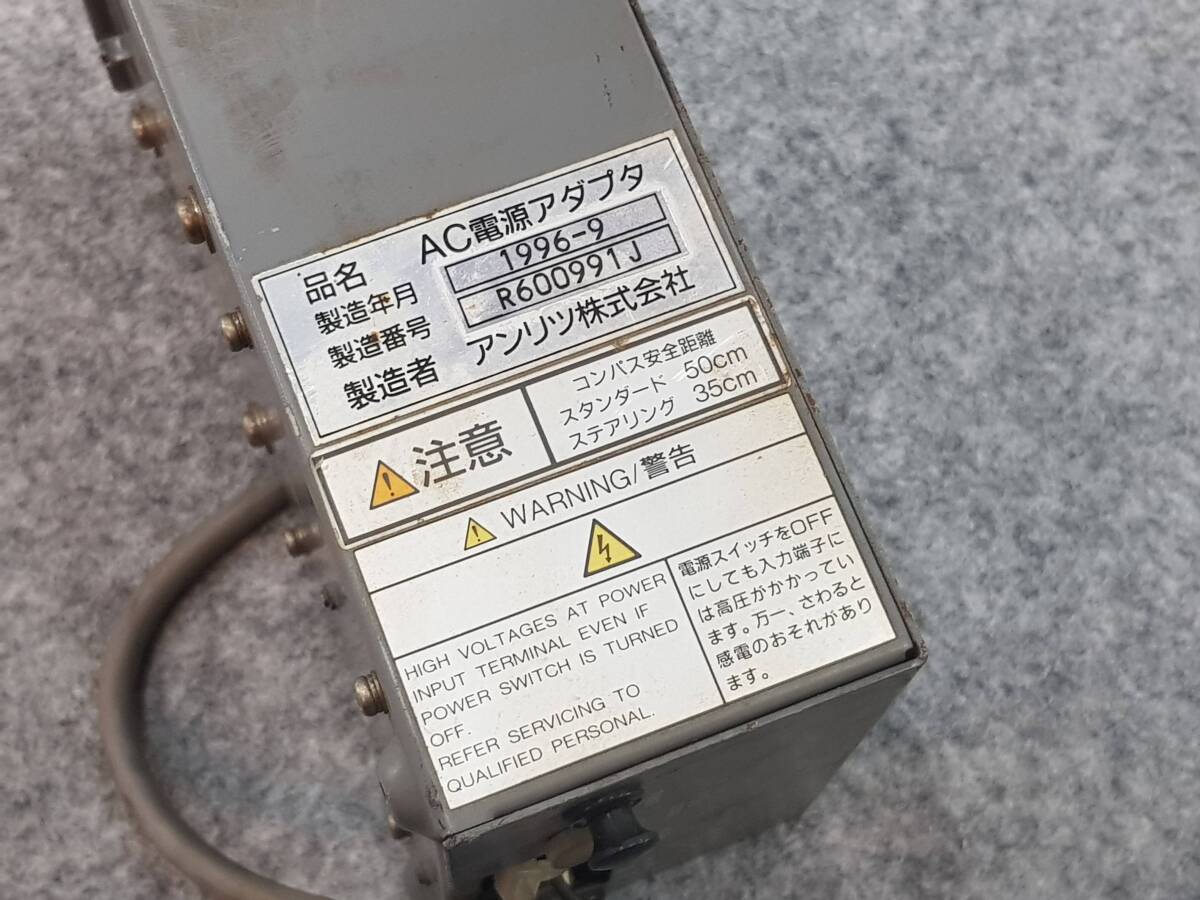 品名 AC電源アダプタ
製造年月 1996-9
製造番号 R600991J
製造者 アンリツ株式会社
注意
コンパス安全距離
スタンダード 50cm
ステアリング 35cm
WARNING/警告
HIGH VOLTAGES AT POWER
INPUT TERMINAL EVEN IF
POWER SWITCH IS TURNED
OFF.
REFER SERVICING TO
QUALIFIED PERSONAL.
電源スイッチをOFF
にしても入力端子に
は高圧がかかってい
ます。万一、さわると
感電のおそれがあり
ます。